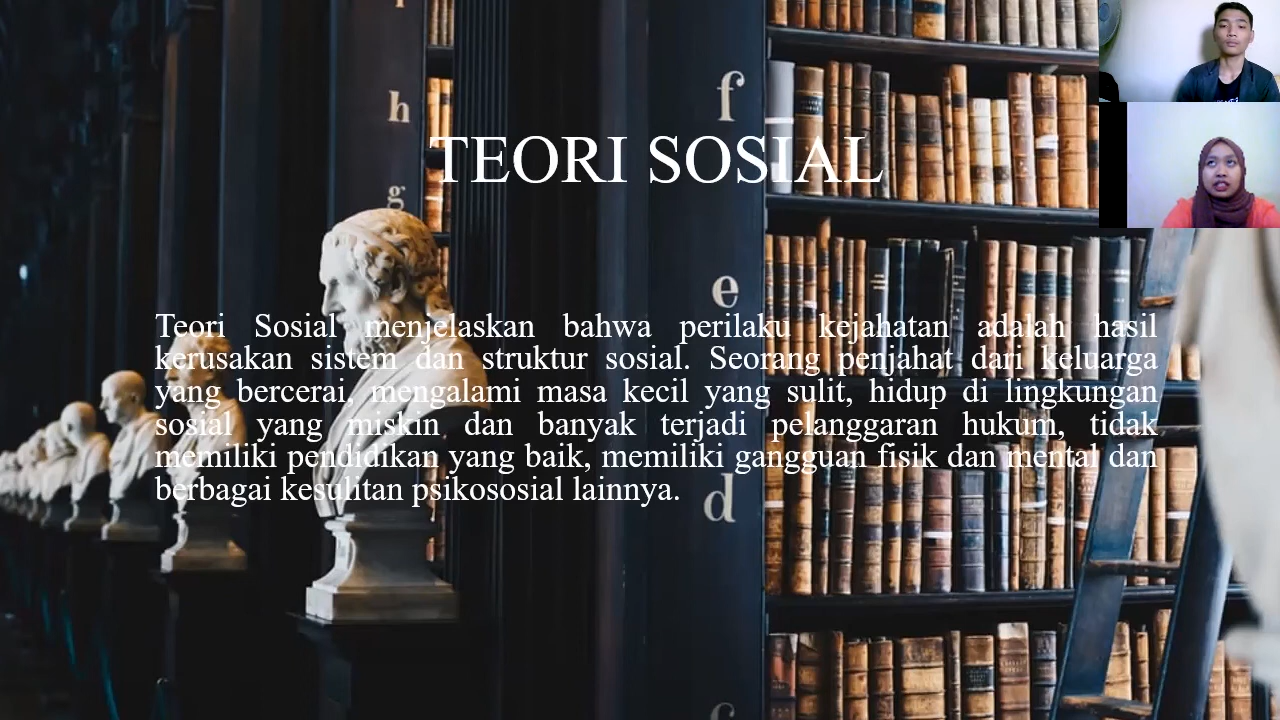 TEORI SOSIAL
Teori Sosial menjelaskan bahwa perilaku kejahatan adalah hasil
kerusakan sistem dan struktur sosial. Seorang penjahat dari keluarga
yang bercerai, mengalami masa kecil yang sulit, hidup di lingkungan
sosial yang miskin dan banyak terjadi pelanggaran hukum, tidak
memiliki pendidikan yang baik, memiliki gangguan fisik dan mental dan
berbagai kesulitan psikososial lainnya.
h
g
f
e
d